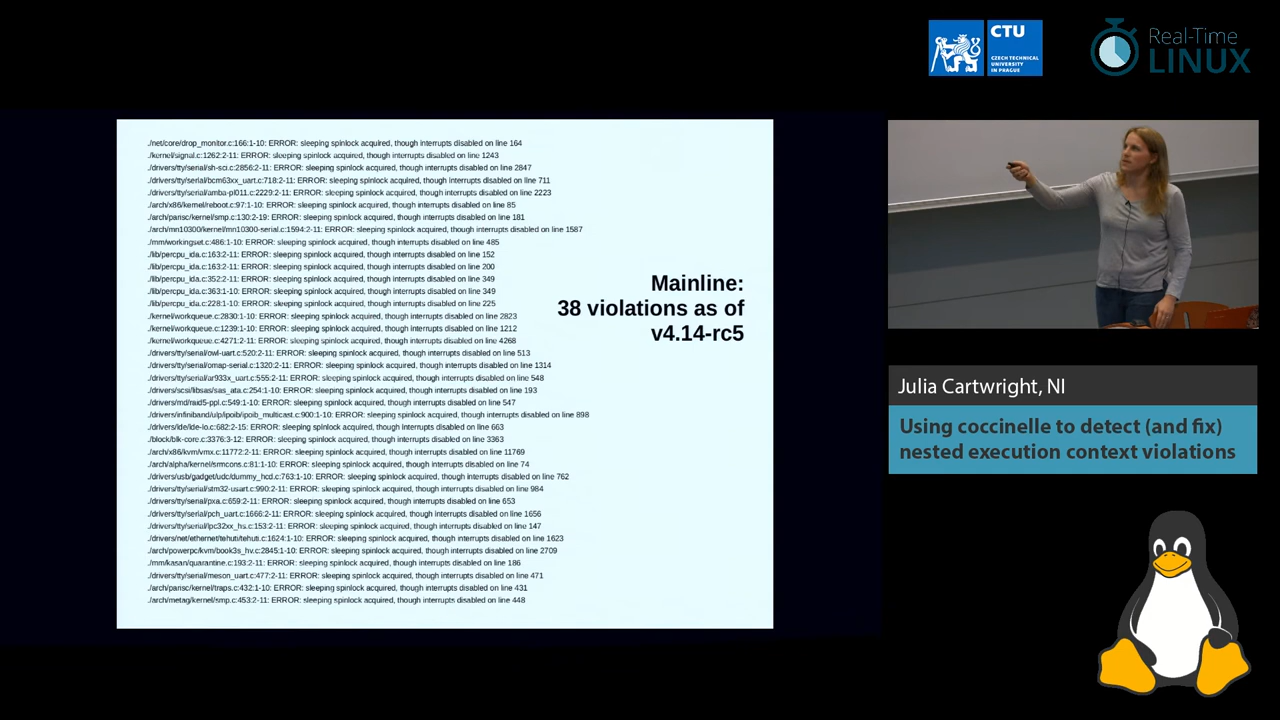 CTU
CZECH TECHNICAL
UNIVERSITY
IN PRAGUE
Real-Time
LINUX
./net/core/drop_monitor.c:166:1-10: ERROR: sleeping spinlock acquired, though interrupts disabled on line 164
./kernel/signal.c:1262:2-11: ERROR: sleeping spinlock acquired, though interrupts disabled on line 1243
./drivers/tty/serial/sh-sci.c:2856:2-11: ERROR: sleeping spinlock acquired, though interrupts disabled on line 2847
./drivers/tty/serial/bcm63xx_uart.c:718:2-11: ERROR: sleeping spinlock acquired, though interrupts disabled on line 711
./drivers/tty/serial/amba-pl011.c:2229:2-11: ERROR: sleeping spinlock acquired, though interrupts disabled on line 2223
./arch/x86/kernel/reboot.c:97:1-10: ERROR: sleeping spinlock acquired, though interrupts disabled on line 85
./arch/parisc/kernel/smp.c:130:2-19: ERROR: sleeping spinlock acquired, though interrupts disabled on line 181
./arch/mn10300/kernel/mn10300-serial.c:1594:2-11: ERROR: sleeping spinlock acquired, though interrupts disabled on line 1587
./mm/workingset.c:486:1-10: ERROR: sleeping spinlock acquired, though interrupts disabled on line 485
./lib/percpu_ida.c:163:2-11: ERROR: sleeping spinlock acquired, though interrupts disabled on line 152
./lib/percpu_ida.c:163:2-11: ERROR: sleeping spinlock acquired, though interrupts disabled on line 200
./lib/percpu_ida.c:352:2-11: ERROR: sleeping spinlock acquired, though interrupts disabled on line 349
./lib/percpu_ida.c:363:1-10: ERROR: sleeping spinlock acquired, though interrupts disabled on line 349
./lib/percpu_ida.c:228:1-10: ERROR: sleeping spinlock acquired, though interrupts disabled on line 225
./kernel/workqueue.c:2830:1-10: ERROR: sleeping spinlock acquired, though interrupts disabled on line 2823
./kernel/workqueue.c:1239:1-10: ERROR: sleeping spinlock acquired, though interrupts disabled on line 1212
./kernel/workqueue.c:4271:2-11: ERROR: sleeping spinlock acquired, though interrupts disabled on line 4268
./drivers/tty/serial/owl-uart.c:520:2-11: ERROR: sleeping spinlock acquired, though interrupts disabled on line 513
./drivers/tty/serial/omap-serial.c:1320:2-11: ERROR: sleeping spinlock acquired, though interrupts disabled on line 1314
./drivers/tty/serial/ar933x_uart.c:555:2-11: ERROR: sleeping spinlock acquired, though interrupts disabled on line 548
./drivers/scsi/libsas/sas_ata.c:254:1-10: ERROR: sleeping spinlock acquired, though interrupts disabled on line 193
./drivers/md/raid5-ppl.c:549:1-10: ERROR: sleeping spinlock acquired, though interrupts disabled on line 547
./drivers/infiniband/ulp/ipoib/ipoib_multicast.c:900:1-10: ERROR: sleeping spinlock acquired, though interrupts disabled on line 898
./drivers/ide/ide-io.c:682:2-15: ERROR: sleeping spinlock acquired, though interrupts disabled on line 663
./block/blk-core.c:3376:3-12: ERROR: sleeping spinlock acquired, though interrupts disabled on line 3363
./arch/x86/kvm/vmx.c:11772:2-11: ERROR: sleeping spinlock acquired, though interrupts disabled on line 11769
./arch/alpha/kernel/srmcons.c:81:1-10: ERROR: sleeping spinlock acquired, though interrupts disabled on line 74
./drivers/usb/gadget/udc/dummy_hcd.c:763:1-10: ERROR: sleeping spinlock acquired, though interrupts disabled on line 762
./drivers/tty/serial/stm32-usart.c:990:2-11: ERROR: sleeping spinlock acquired, though interrupts disabled on line 984
./drivers/tty/serial/pxa.c:659:2-11: ERROR: sleeping spinlock acquired, though interrupts disabled on line 653
./drivers/tty/serial/pch_uart.c:1666:2-11: ERROR: sleeping spinlock acquired, though interrupts disabled on line 1656
./drivers/tty/serial/lpc32xx_hs.c:153:2-11: ERROR: sleeping spinlock acquired, though interrupts disabled on line 147
./drivers/net/ethernet/tehuti/tehuti.c:1624:1-10: ERROR: sleeping spinlock acquired, though interrupts disabled on line 1623
./arch/powerpc/kvm/book3s_hv.c:2845:1-10: ERROR: sleeping spinlock acquired, though interrupts disabled on line 2709
./mm/kasan/quarantine.c:193:2-11: ERROR: sleeping spinlock acquired, though interrupts disabled on line 186
./drivers/tty/serial/meson_uart.c:477:2-11: ERROR: sleeping spinlock acquired, though interrupts disabled on line 471
./arch/parisc/kernel/traps.c:432:1-10: ERROR: sleeping spinlock acquired, though interrupts disabled on line 431
./arch/metag/kernel/smp.c:453:2-11: ERROR: sleeping spinlock acquired, though interrupts disabled on line 448
Mainline:
38 violations as of
v4.14-rc5
Julia Cartwright, NI
Using coccinelle to detect (and fix)
nested execution context violations